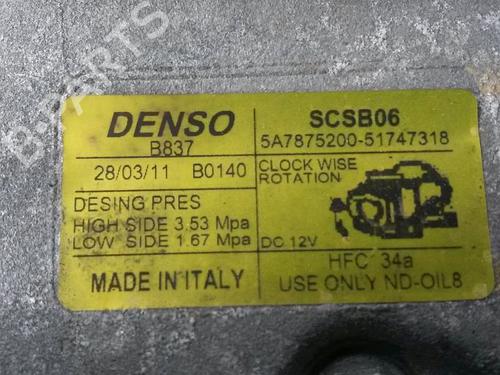 B-PARTS
DENSO
B837
28/03/11 B0140
DESING PRES
HIGH SIDE 3.53 Mpa
LOW SIDE 1.67 Mpa
MADE IN ITALY
SCSB06
5A7875200-51747318
CLOCK WISE
ROTATION
DC 12V
HFC 34a
USE ONLY ND-OIL8